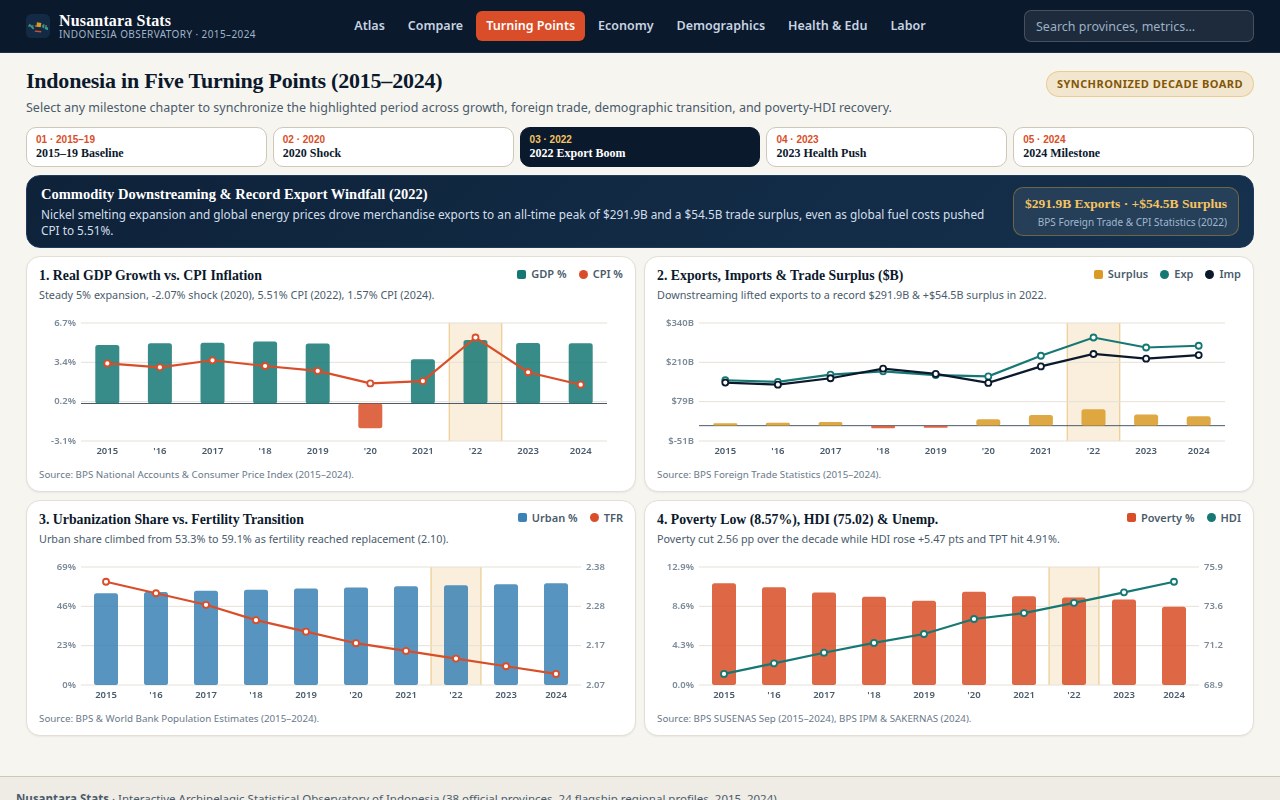 Nusantara Stats
INDONESIA OBSERVATORY · 2015–2024
Atlas
Compare
Turning Points
Economy
Demographics
Health & Edu
Labor
Search provinces, metrics...
Indonesia in Five Turning Points (2015–2024)
SYNCHRONIZED DECADE BOARD
Select any milestone chapter to synchronize the highlighted period across growth, foreign trade, demographic transition, and poverty-HDI recovery.
01 · 2015–19
2015–19 Baseline
02 · 2020
2020 Shock
03 · 2022
2022 Export Boom
04 · 2023
2023 Health Push
05 · 2024
2024 Milestone
Commodity Downstreaming & Record Export Windfall (2022)
Nickel smelting expansion and global energy prices drove merchandise exports to an all-time peak of $291.9B and a $54.5B trade surplus, even as global fuel costs pushed
CPI to 5.51%.
$291.9B Exports · +$54.5B Surplus
BPS Foreign Trade & CPI Statistics (2022)
1. Real GDP Growth vs. CPI Inflation
GDP %
CPI %
Steady 5% expansion, -2.07% shock (2020), 5.51% CPI (2022), 1.57% CPI (2024).
6.7%
3.4%
0.2%
-3.1%
2015 '16 2017 '18 2019 '20 2021 '22 2023 2024
Source: BPS National Accounts & Consumer Price Index (2015–2024).
2. Exports, Imports & Trade Surplus ($B)
Surplus
Exp
Imp
Downstreaming lifted exports to a record $291.9B & +$54.5B surplus in 2022.
$340B
$210B
$79B
$-51B
2015 '16 2017 '18 2019 '20 2021 '22 2023 2024
Source: BPS Foreign Trade Statistics (2015–2024).
3. Urbanization Share vs. Fertility Transition
Urban %
TFR
Urban share climbed from 53.3% to 59.1% as fertility reached replacement (2.10).
69%
46%
23%
0%
2.38
2.28
2.17
2.07
2015 '16 2017 '18 2019 '20 2021 '22 2023 2024
Source: BPS & World Bank Population Estimates (2015–2024).
4. Poverty Low (8.57%), HDI (75.02) & Unemp.
Poverty %
HDI
Poverty cut 2.56 pp over the decade while HDI rose +5.47 pts and TPT hit 4.91%.
12.9%
8.6%
4.3%
0.0%
75.9
73.6
71.2
68.9
2015 '16 2017 '18 2019 '20 2021 '22 2023 2024
Source: BPS SUSENAS Sep (2015–2024), BPS IPM & SAKERNAS (2024).
Nusantara Stats · Interactive Archipelagic Statistical Observatory of Indonesia (38 official provinces, 24 flagship regional profiles, 2015–2024)